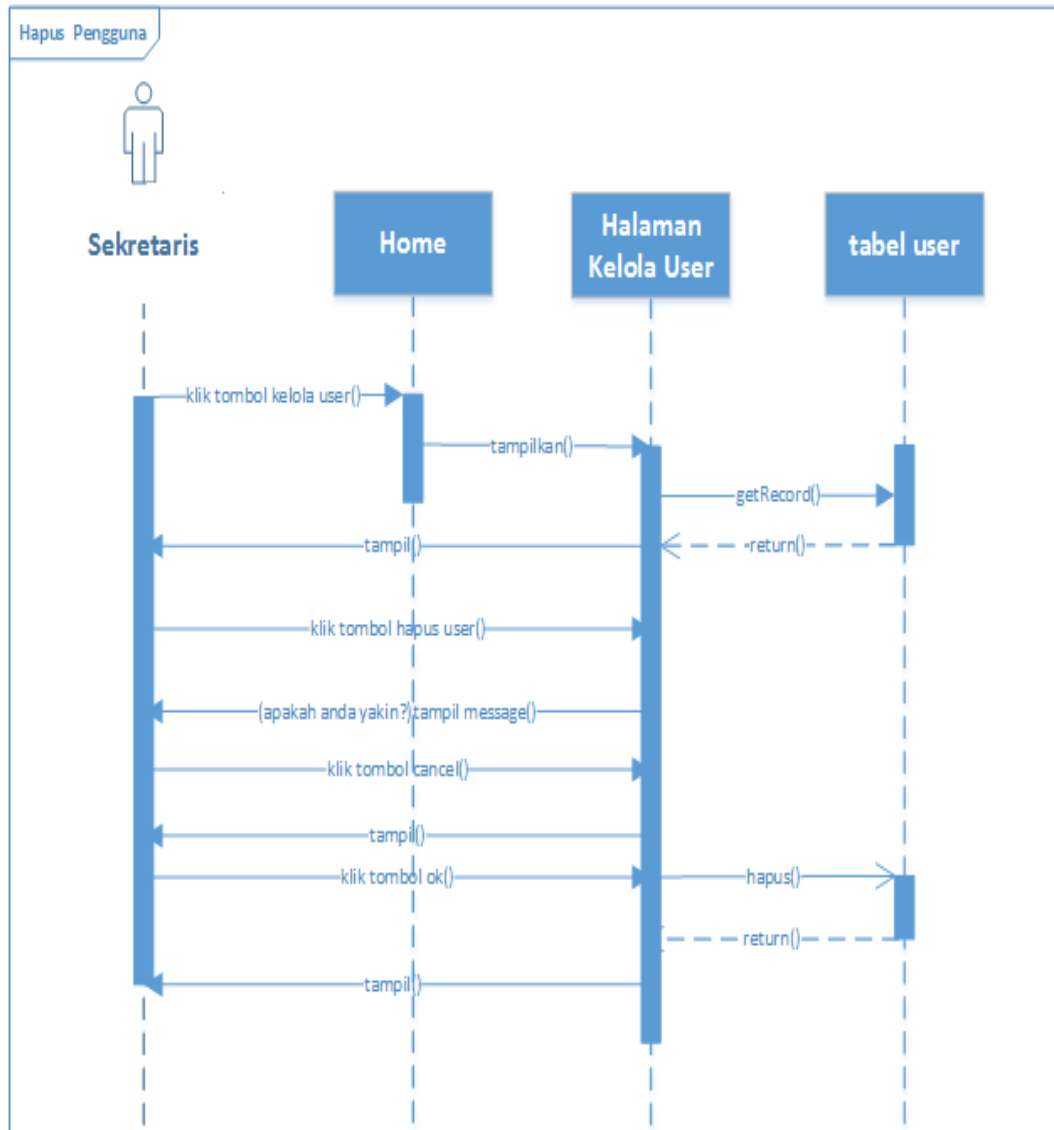 Hapus Pengguna
Sekretaris
Home
Halaman
Kelola User
tabel user
klik tombol kelola user()
tampilkan()
getRecord()
tampil()
return()
klik tombol hapus user()
(apakah anda yakin?)tampil message()
klik tombol cancel()
tampil()
klik tombol ok()
hapus()
return()
tampil()